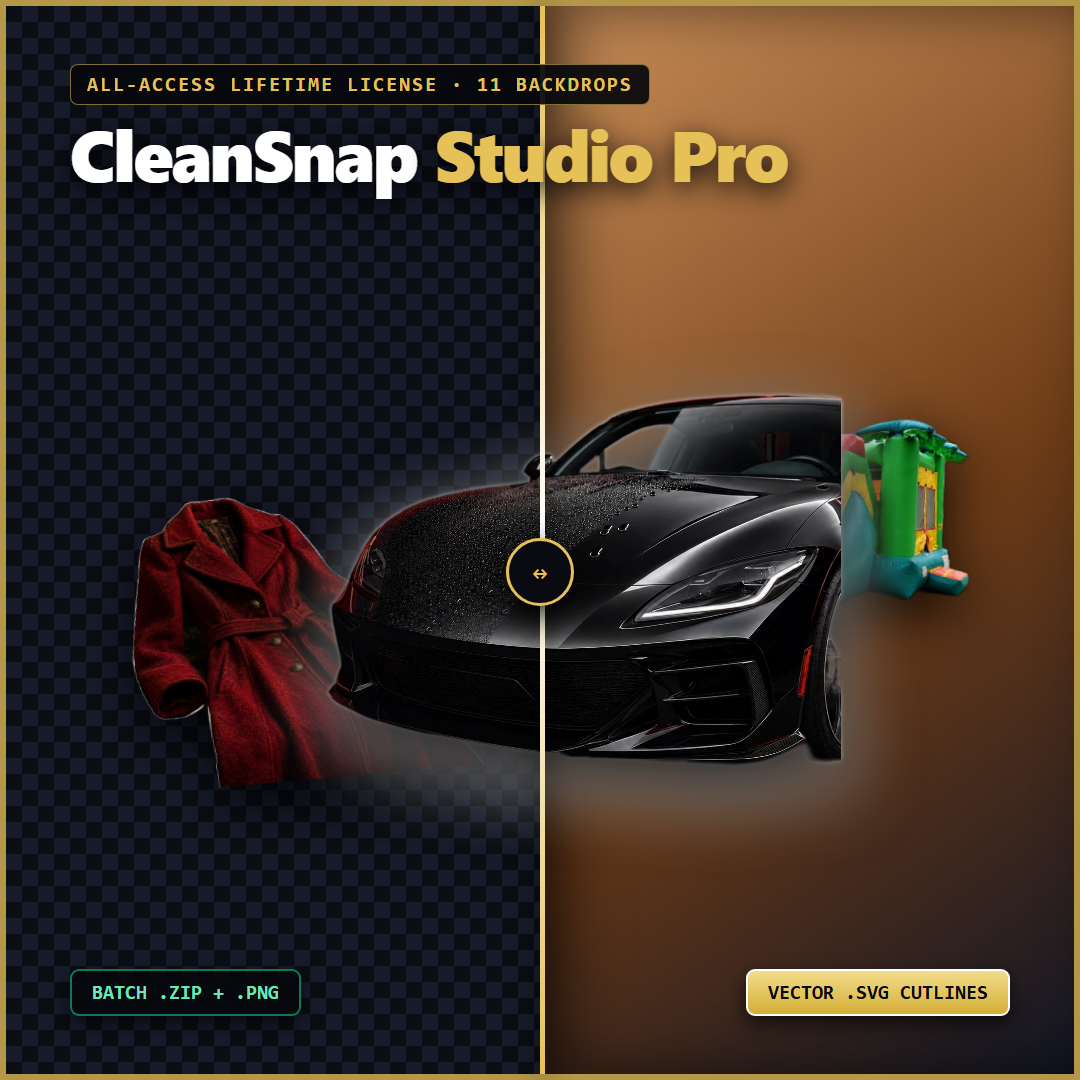 ALL-ACCESS LIFETIME LICENSE · 11 BACKDROPS
CleanSnap Studio Pro
BATCH .ZIP + .PNG
VECTOR .SVG CUTLINES